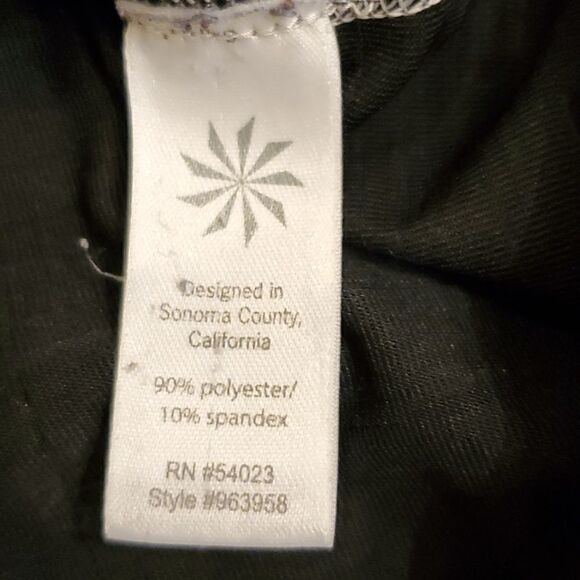 Designed in
Sonoma County,
California
90% polyester/
10% spandex
RN #54023
Style #963958